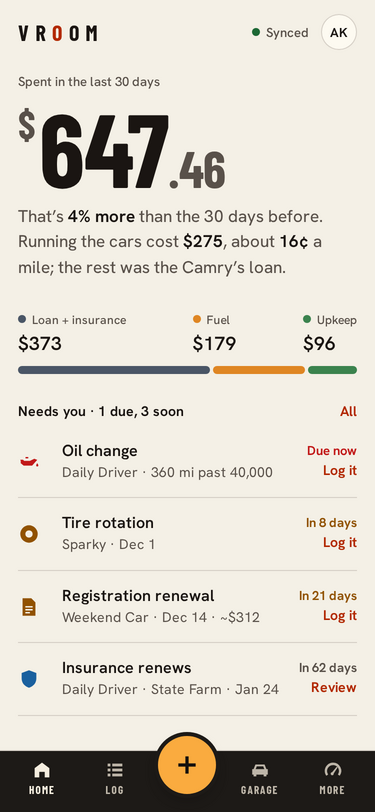 VROOM
Synced
AK
Spent in the last 30 days
$647.46
That’s 4% more than the 30 days before.
Running the cars cost $275, about 16¢ a
mile; the rest was the Camry’s loan.
Loan + insurance
Fuel
Upkeep
$373
$179
$96
Needs you · 1 due, 3 soon
All
Oil change
Due now
Daily Driver · 360 mi past 40,000
Log it
Tire rotation
In 8 days
Sparky · Dec 1
Log it
Registration renewal
In 21 days
Weekend Car · Dec 14 · ~$312
Log it
Insurance renews
In 62 days
Daily Driver · State Farm · Jan 24
Review
+
HOME
LOG
GARAGE
MORE